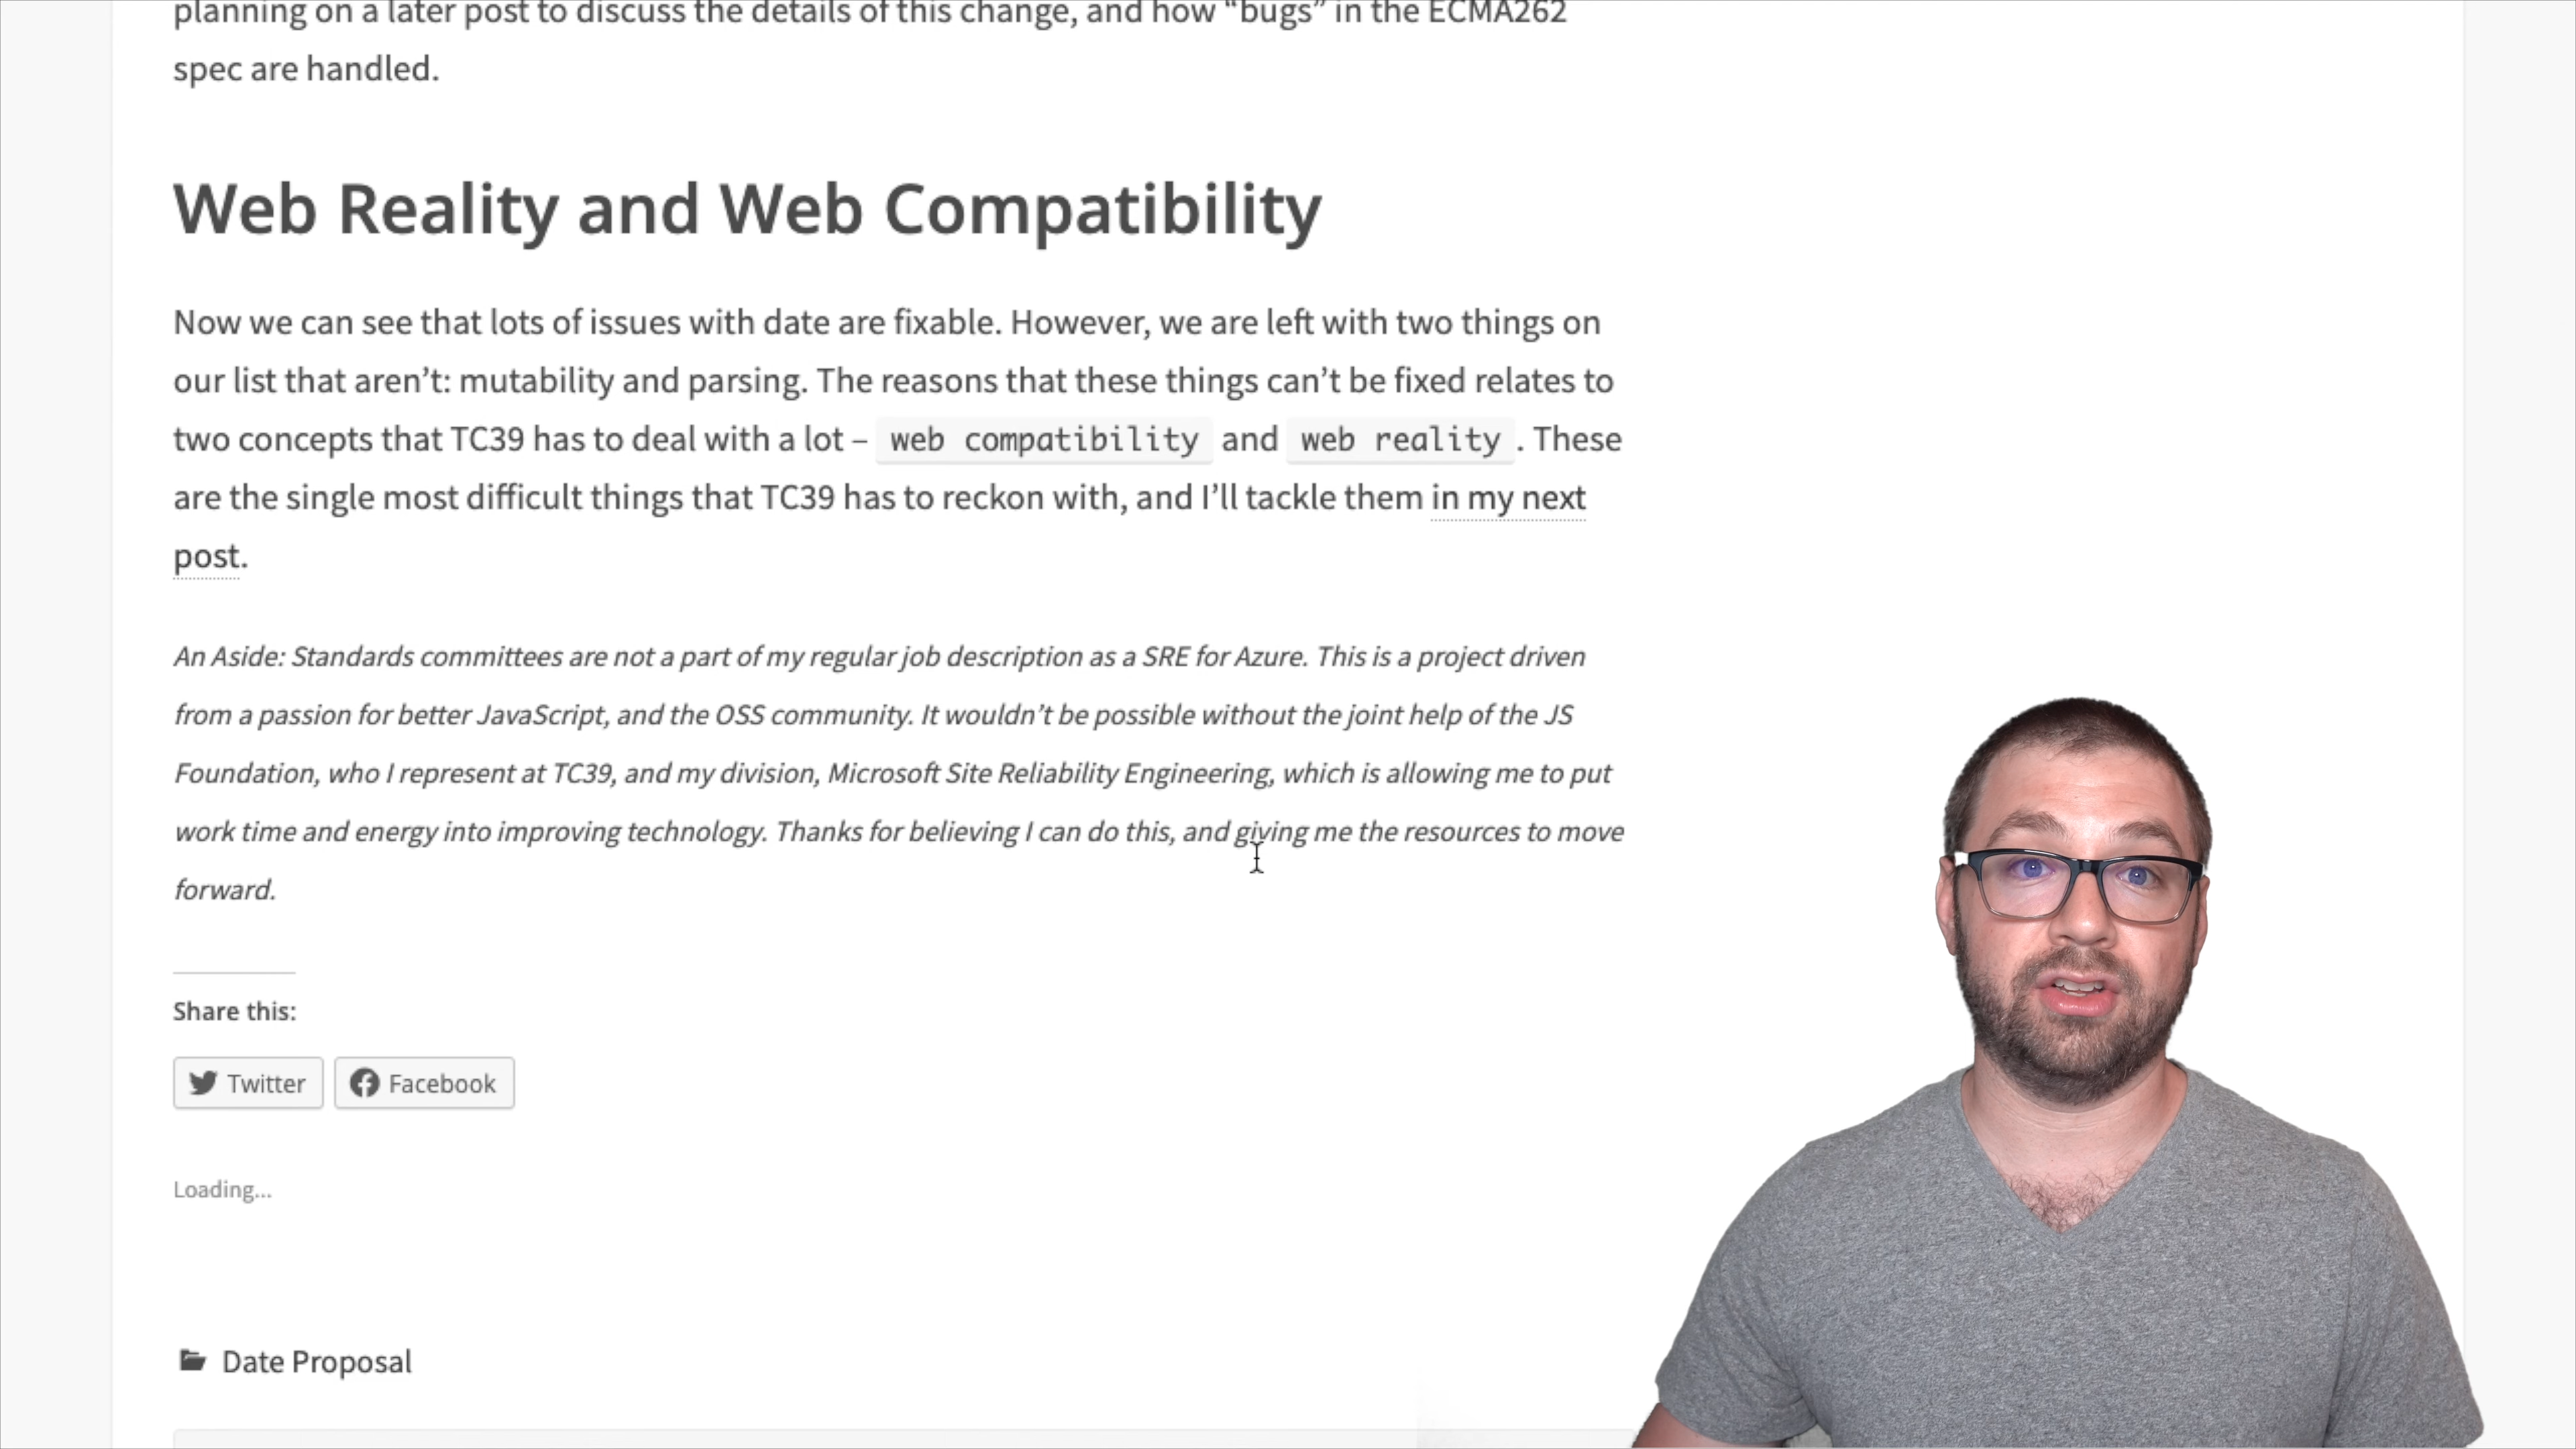 planning on a later post to discuss the details of this change, and how “bugs” in the ECMA262
spec are handled.
Web Reality and Web Compatibility
Now we can see that lots of issues with date are fixable. However, we are left with two things on
our list that aren’t: mutability and parsing. The reasons that these things can’t be fixed relates to
two concepts that TC39 has to deal with a lot – web compatibility and web reality . These
are the single most difficult things that TC39 has to reckon with, and I’ll tackle them in my next
post.
An Aside: Standards committees are not a part of my regular job description as a SRE for Azure. This is a project driven
from a passion for better JavaScript, and the OSS community. It wouldn’t be possible without the joint help of the JS
Foundation, who I represent at TC39, and my division, Microsoft Site Reliability Engineering, which is allowing me to put
work time and energy into improving technology. Thanks for believing I can do this, and giving me the resources to move
forward.
Share this:
Twitter Facebook
Loading...
Date Proposal